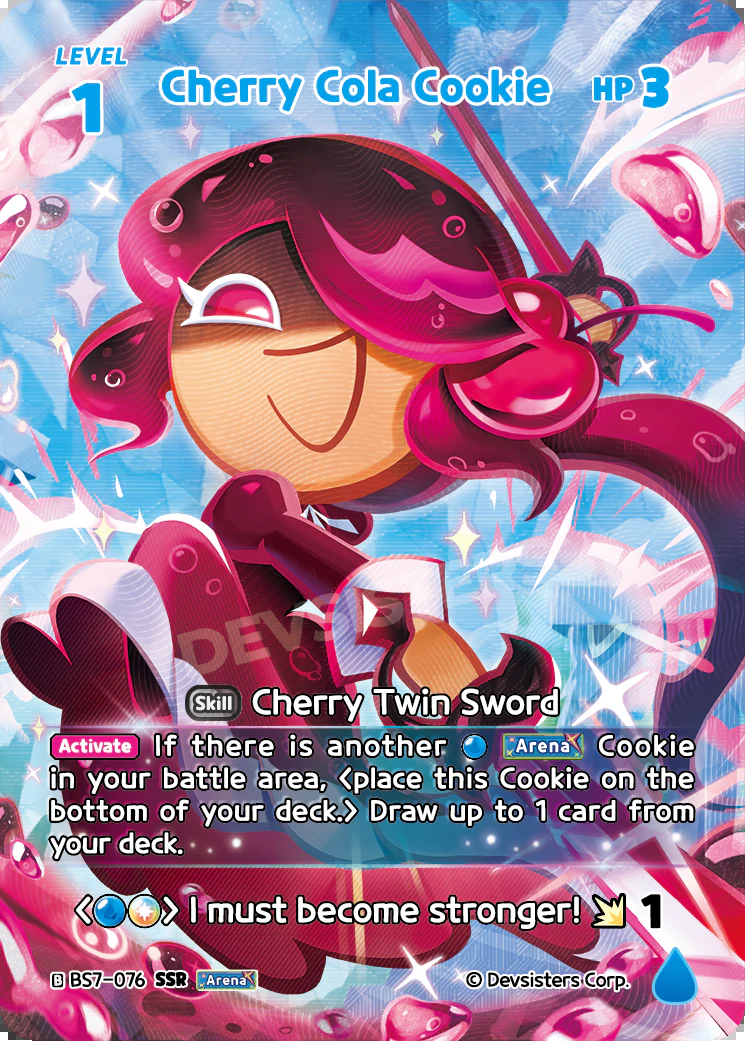 LEVEL
1
Cherry Cola Cookie
HP 3
Skill Cherry Twin Sword
Activate If there is another Arena Cookie
in your battle area, <place this Cookie on the
bottom of your deck.> Draw up to 1 card from
your deck.
< > I must become stronger! 1
B BS7-076 SSR Arena
© Devsisters Corp.